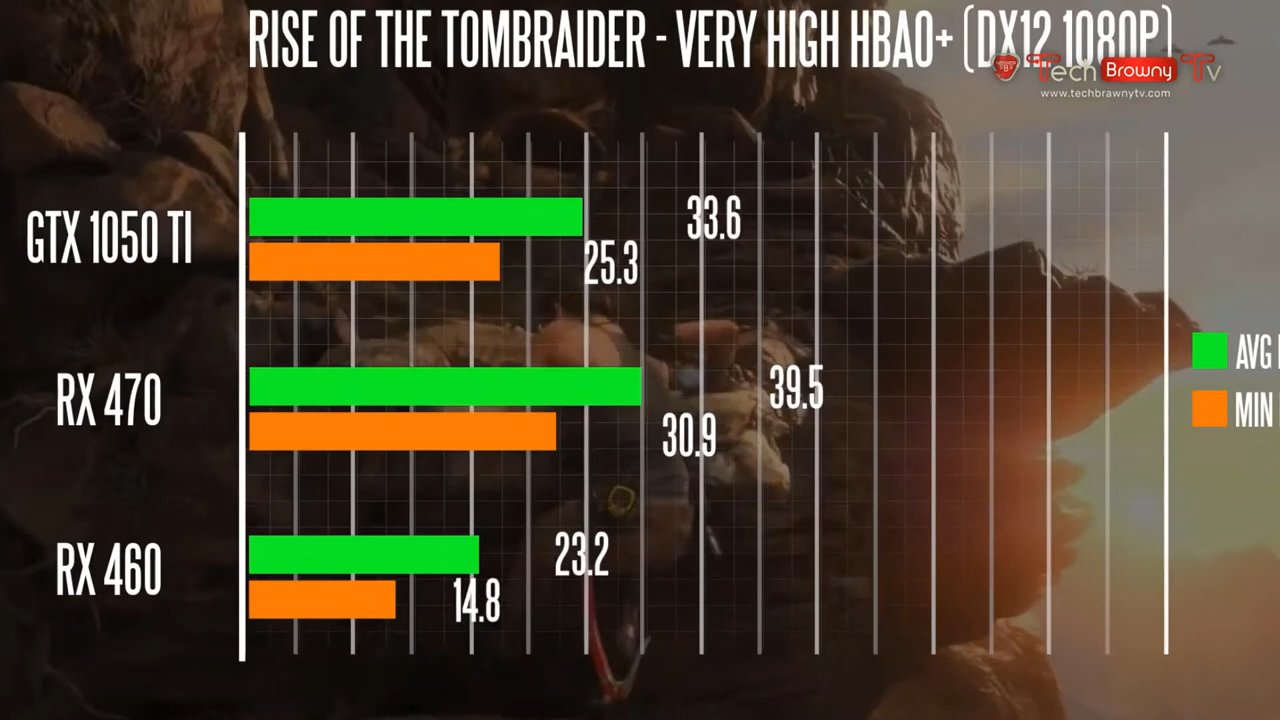 RISE OF THE TOMBRAIDER - VERY HIGH HBAO+ (DX12 1080P)
Tech Browny Tv
www.techbrawnytv.com
GTX 1050 TI
33.6
25.3
RX 470
39.5
30.9
RX 460
23.2
14.8
AVG
MIN